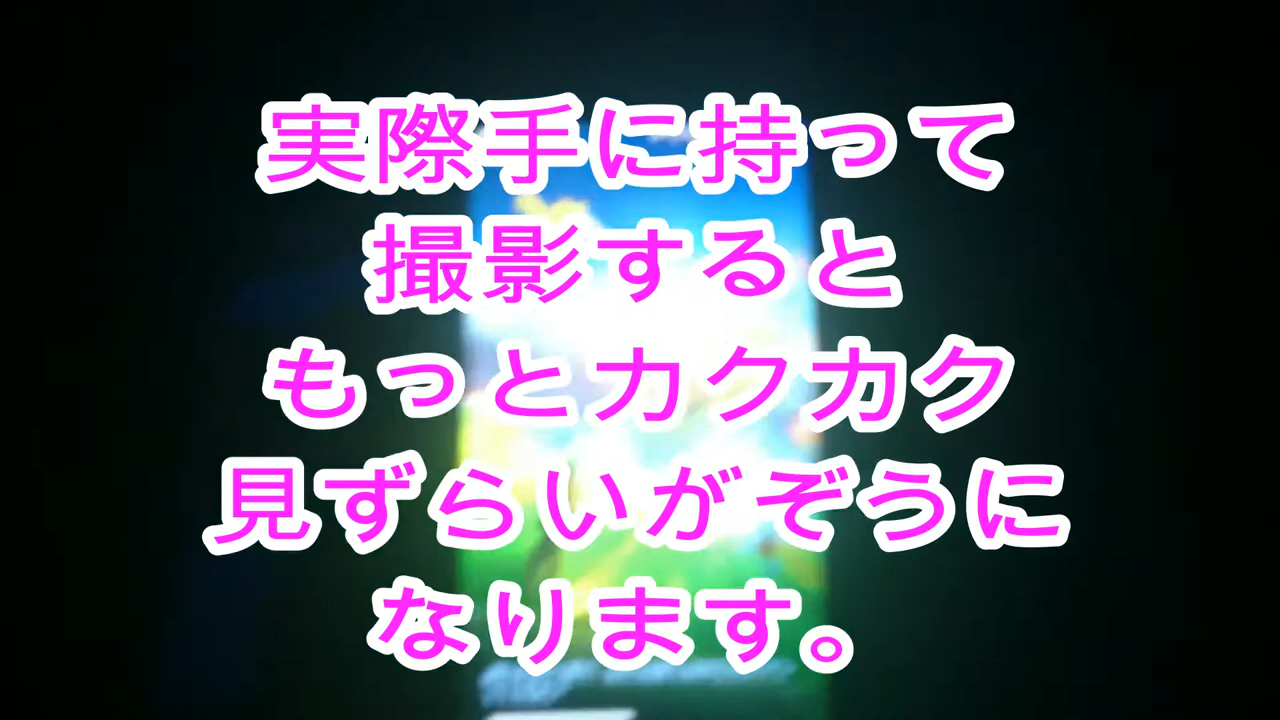 実際手に持って
撮影すると
もっとカクカク
見ずらいがぞうに
なります。